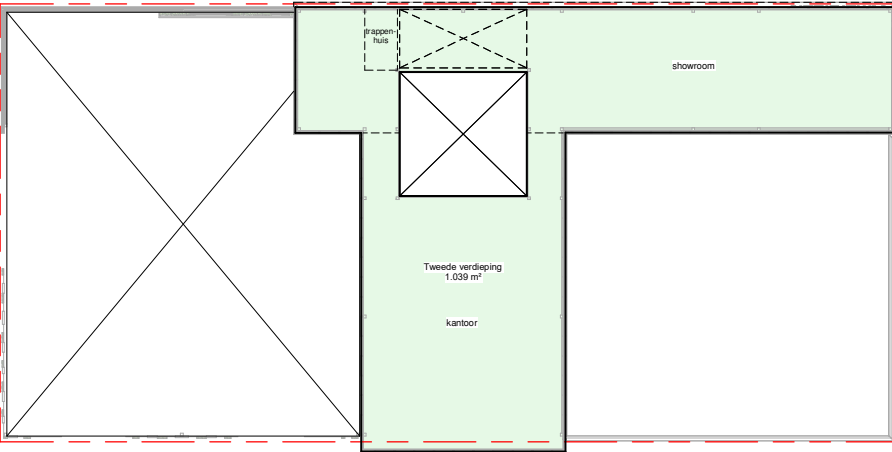 trappen-
huis
showroom
Tweede verdieping
1.039 m²
kantoor